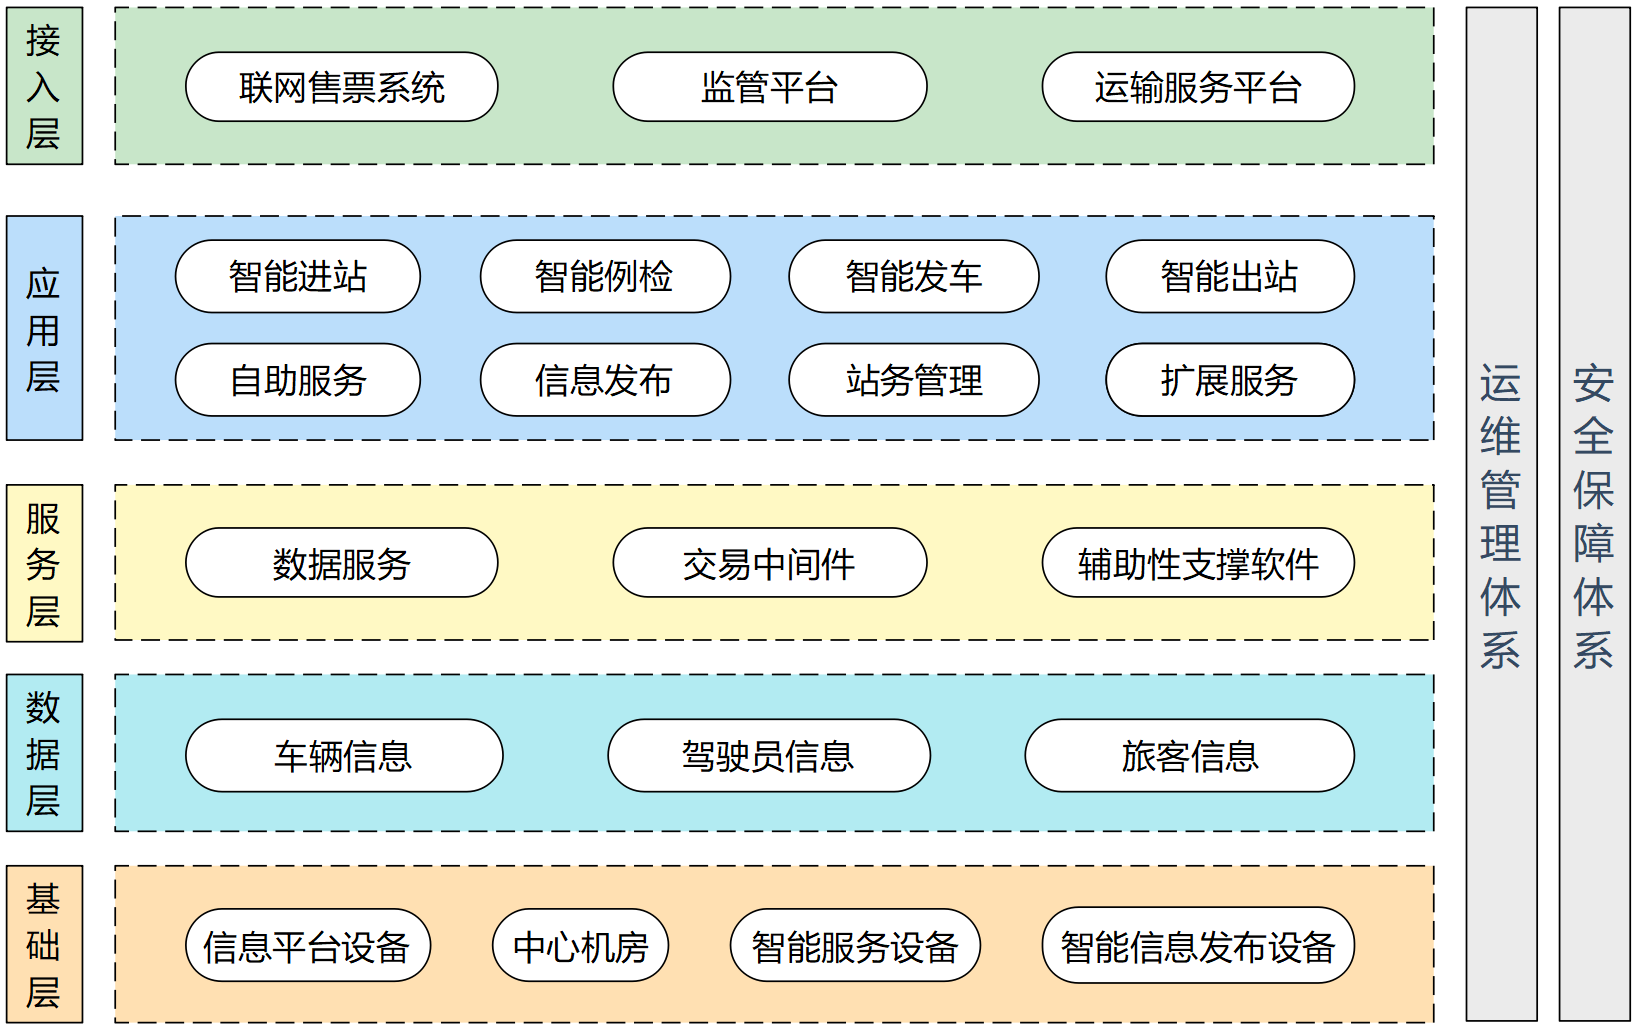 接入层
联网售票系统
监管平台
运输服务平台
应用层
智能进站
智能例检
智能发车
智能出站
自助服务
信息发布
站务管理
扩展服务
服务层
数据服务
交易中间件
辅助性支撑软件
数据层
车辆信息
驾驶员信息
旅客信息
基础层
信息平台设备
中心机房
智能服务设备
智能信息发布设备
运维管理体系
安全保障体系